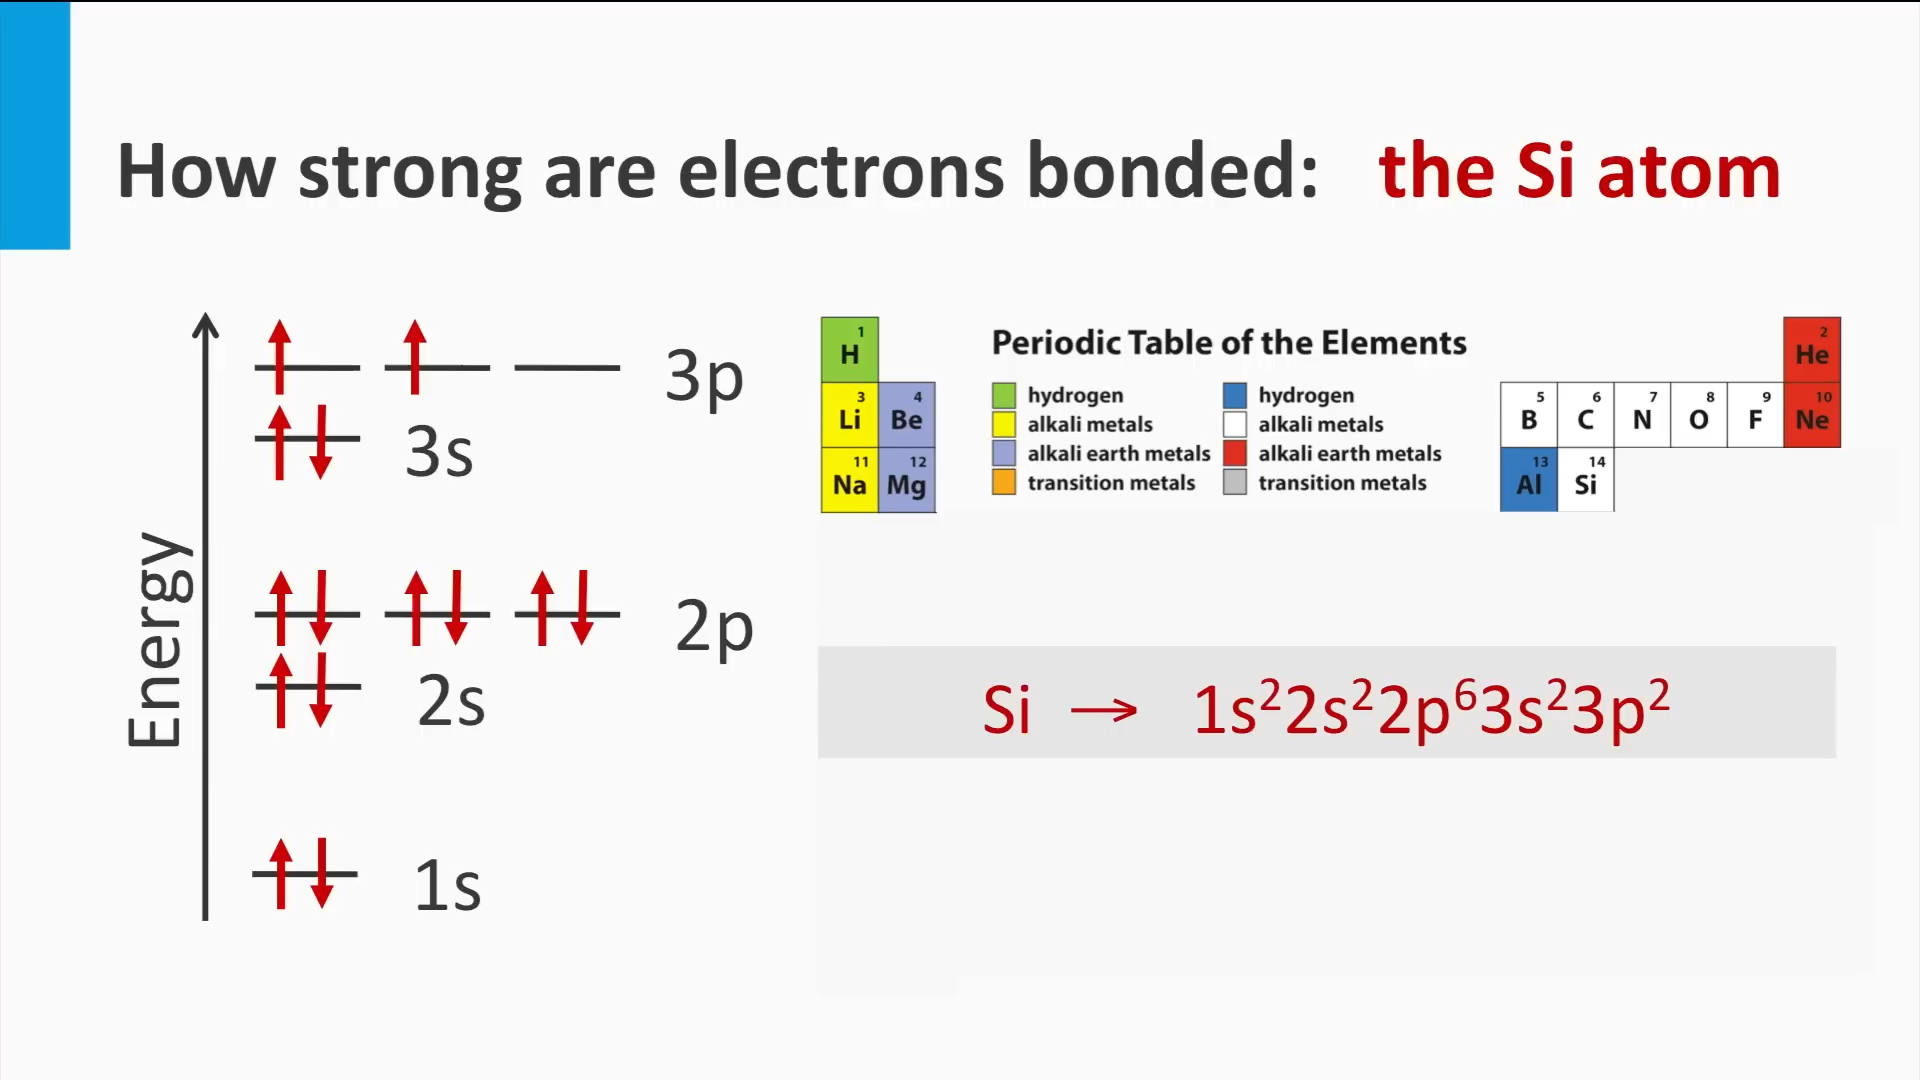 How strong are electrons bonded: the Si atom
Energy
3p
3s
2p
2s
1s
Periodic Table of the Elements
hydrogen hydrogen
alkali metals alkali metals
alkali earth metals alkali earth metals
transition metals transition metals
1 2
H He
3 4 5 6 7 8 9 10
Li Be B C N O F Ne
11 12 13 14
Na Mg Al Si
Si → 1s²2s²2p⁶3s²3p²